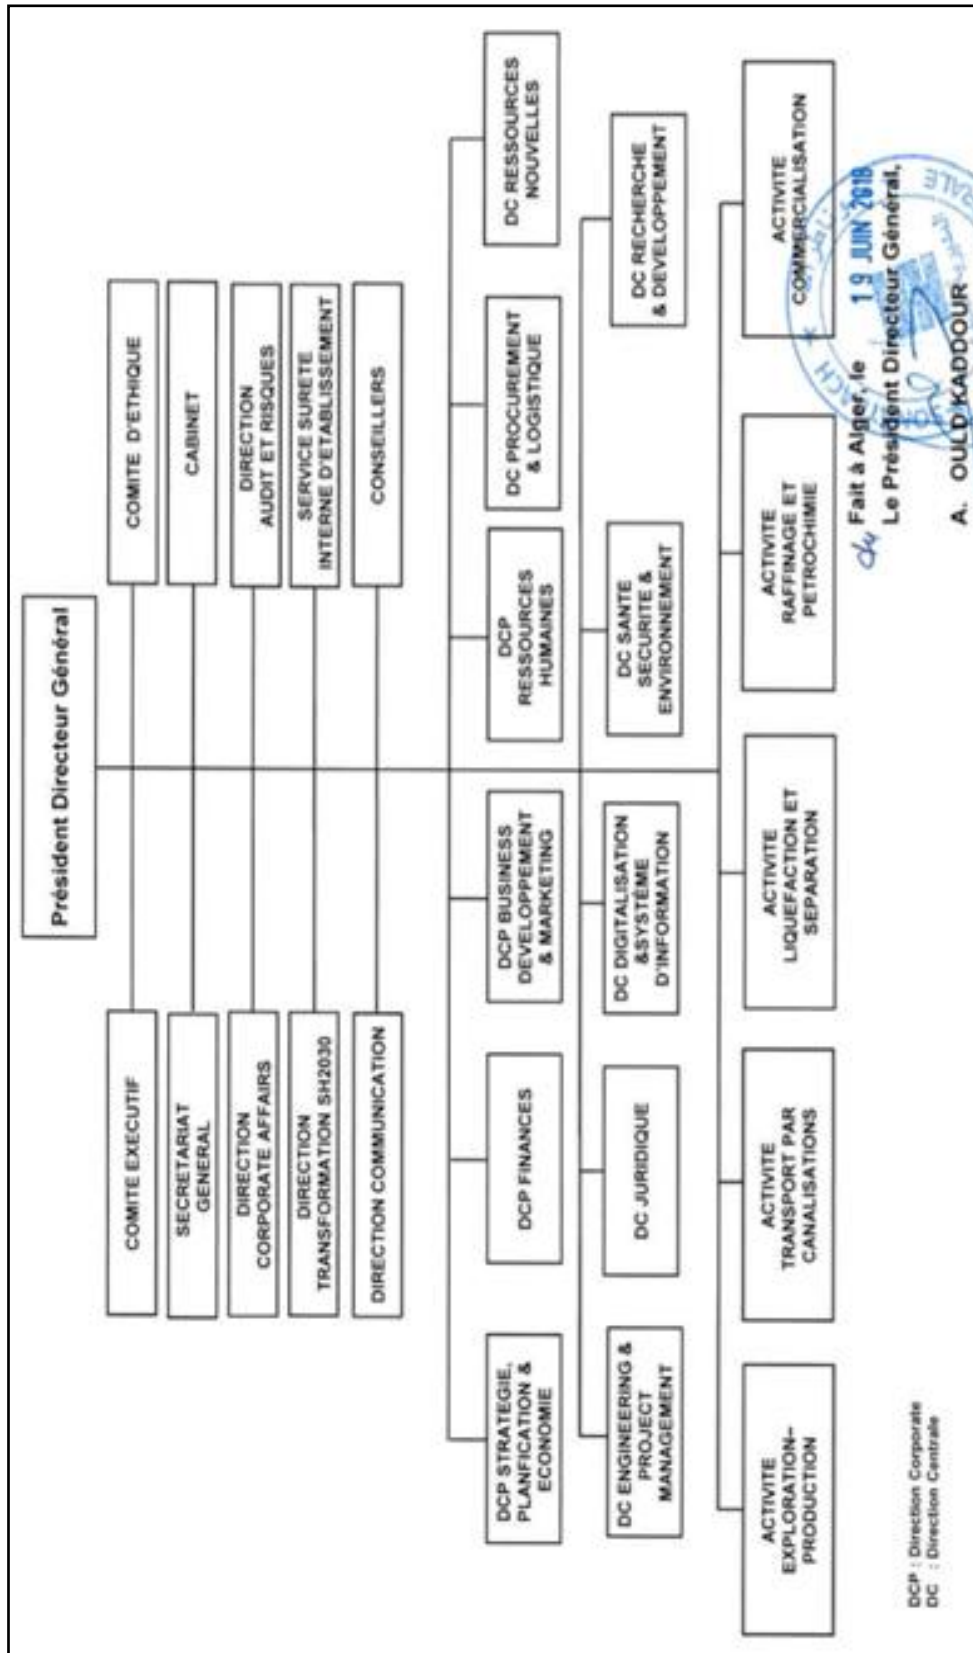 Président Directeur Général
COMITE EXECUTIF
COMITE D'ETHIQUE
SECRETARIAT
GENERAL
CABINET
DIRECTION
CORPORATE AFFAIRS
DIRECTION
AUDIT ET RISQUES
DIRECTION
TRANSFORMATION SH2030
SERVICE SURETE
INTERNE D'ETABLISSEMENT
DIRECTION COMMUNICATION
CONSEILLERS
DCP STRATEGIE,
PLANFICATION &
ECONOMIE
DCP FINANCES
DCP BUSINESS
DEVELOPPEMENT
& MARKETING
DCP
RESSOURCES
HUMAINES
DC PROCUREMENT
& LOGISTIQUE
DC RESSOURCES
NOUVELLES
DC ENGINEERING &
PROJECT
MANAGEMENT
DC JURIDIQUE
DC DIGITALISATION
&SYSTÈME
D'INFORMATION
DC SANTE
SECURITE &
ENVIRONNEMENT
DC RECHERCHE
& DEVELOPPEMENT
ACTIVITE
EXPLORATION–
PRODUCTION
ACTIVITE
TRANSPORT PAR
CANALISATIONS
ACTIVITE
LIQUEFACTION ET
SEPARATION
ACTIVITE
RAFFINAGE ET
PETROCHIMIE
ACTIVITE
COMMERCIALISATION
Fait à Alger, le 19 JUIN 2018
Le Président Directeur Général,
A. OULD KADDOUR
DCP : Direction Corporate
DC : Direction Centrale